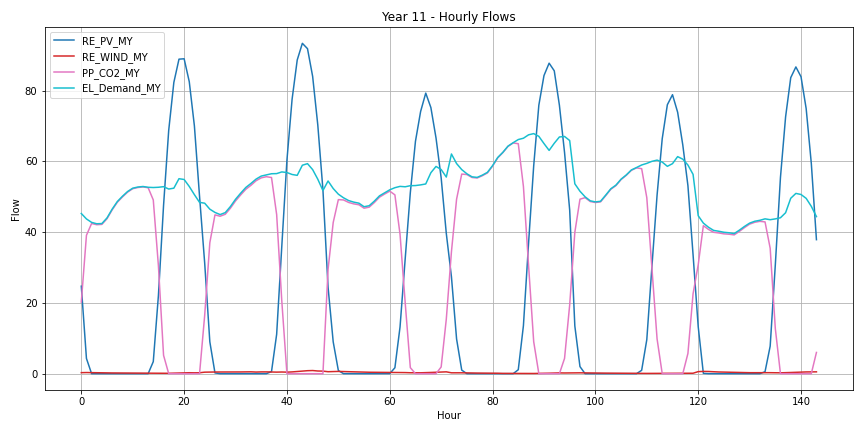 Year 11 - Hourly Flows
RE_PV_MY
RE_WIND_MY
PP_CO2_MY
EL_Demand_MY
80
60
40
20
0
Flow
0 20 40 60 80 100 120 140
Hour